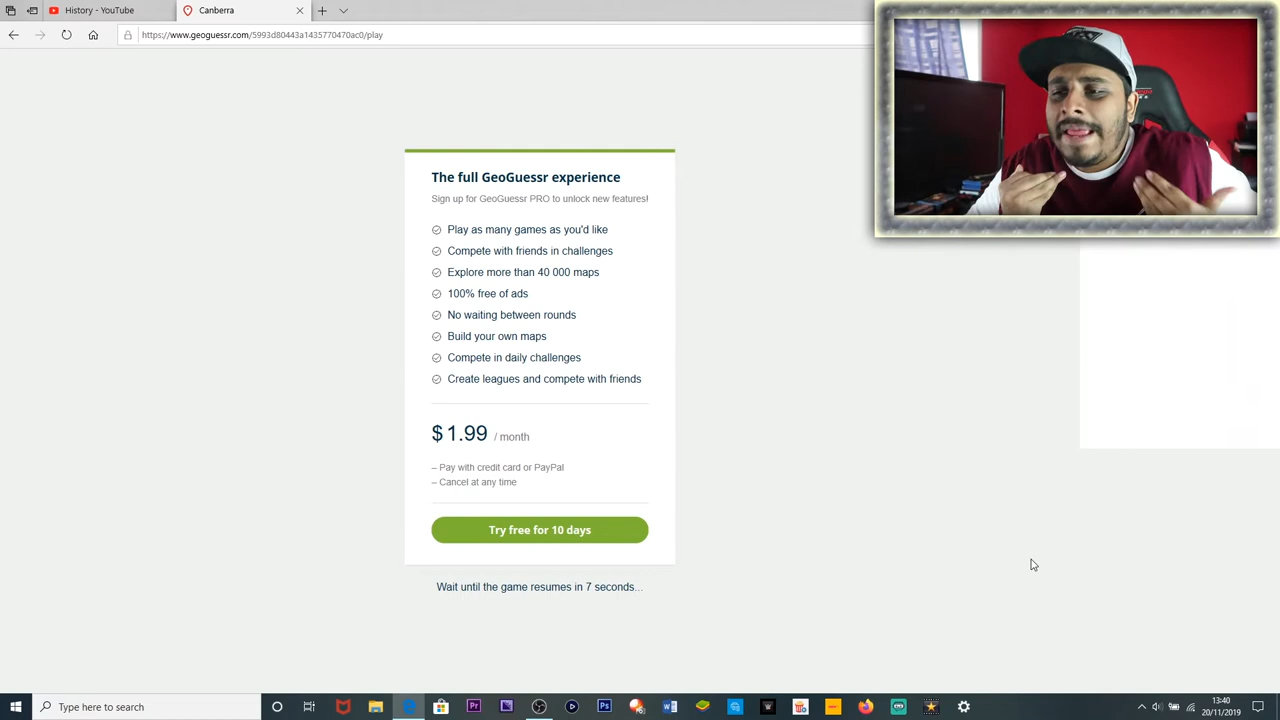 History - YouTube
Canberra
https://www.geoguessr.com/5993d80443a1435770470ac0/play
The full GeoGuessr experience
Sign up for GeoGuessr PRO to unlock new features!
Play as many games as you'd like
Compete with friends in challenges
Explore more than 40 000 maps
100% free of ads
No waiting between rounds
Build your own maps
Compete in daily challenges
Create leagues and compete with friends
$ 1.99 / month
– Pay with credit card or PayPal
– Cancel at any time
Try free for 10 days
Wait until the game resumes in 7 seconds...
Type here to search
Pr
Ps
W
13:40
20/11/2019